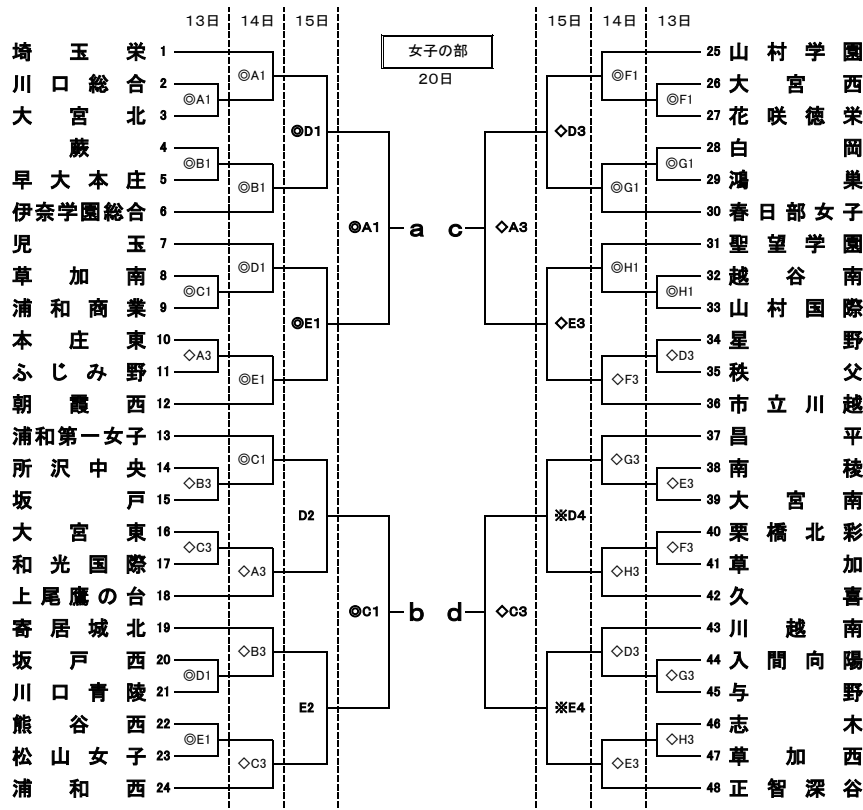 13日 14日 15日 女子の部 15日 14日 13日
20日
埼玉栄 1
川口総合 2
大宮北 3
蕨 4
早大本庄 5
伊奈学園総合 6
児玉 7
草加南 8
浦和商業 9
本庄東 10
ふじみ野 11
朝霞西 12
浦和第一女子 13
所沢中央 14
坂戸 15
大宮東 16
和光国際 17
上尾鷹の台 18
寄居城北 19
坂戸西 20
川口青陵 21
熊谷西 22
松山女子 23
浦和西 24
◎A1
◎B1
◎C1
◇A3
◇B3
◇C3
◎D1
◎E1
◎A1
◎B1
◎D1
◎E1
◎C1
◇A3
◇B3
◇C3
◎D1
◎E1
D2
E2
◎A1
◎C1
a c
b d
◇A3
◇C3
◇D3
◇E3
※D4
※E4
◎F1
◎G1
◎H1
◇F3
◇G3
◇H3
◇D3
◇E3
◎F1
◎G1
◎H1
◇D3
◇E3
◇F3
◇G3
◇H3
25 山村学園
26 大宮西
27 花咲徳栄
28 白岡
29 鴻巣
30 春日部女子
31 聖望学園
32 越谷南
33 山村国際
34 星野
35 秩父
36 市立川越
37 昌平
38 南稜
39 大宮南
40 栗橋北彩
41 草加
42 久喜
43 川越南
44 入間向陽
45 与野
46 志木
47 草加西
48 正智深谷